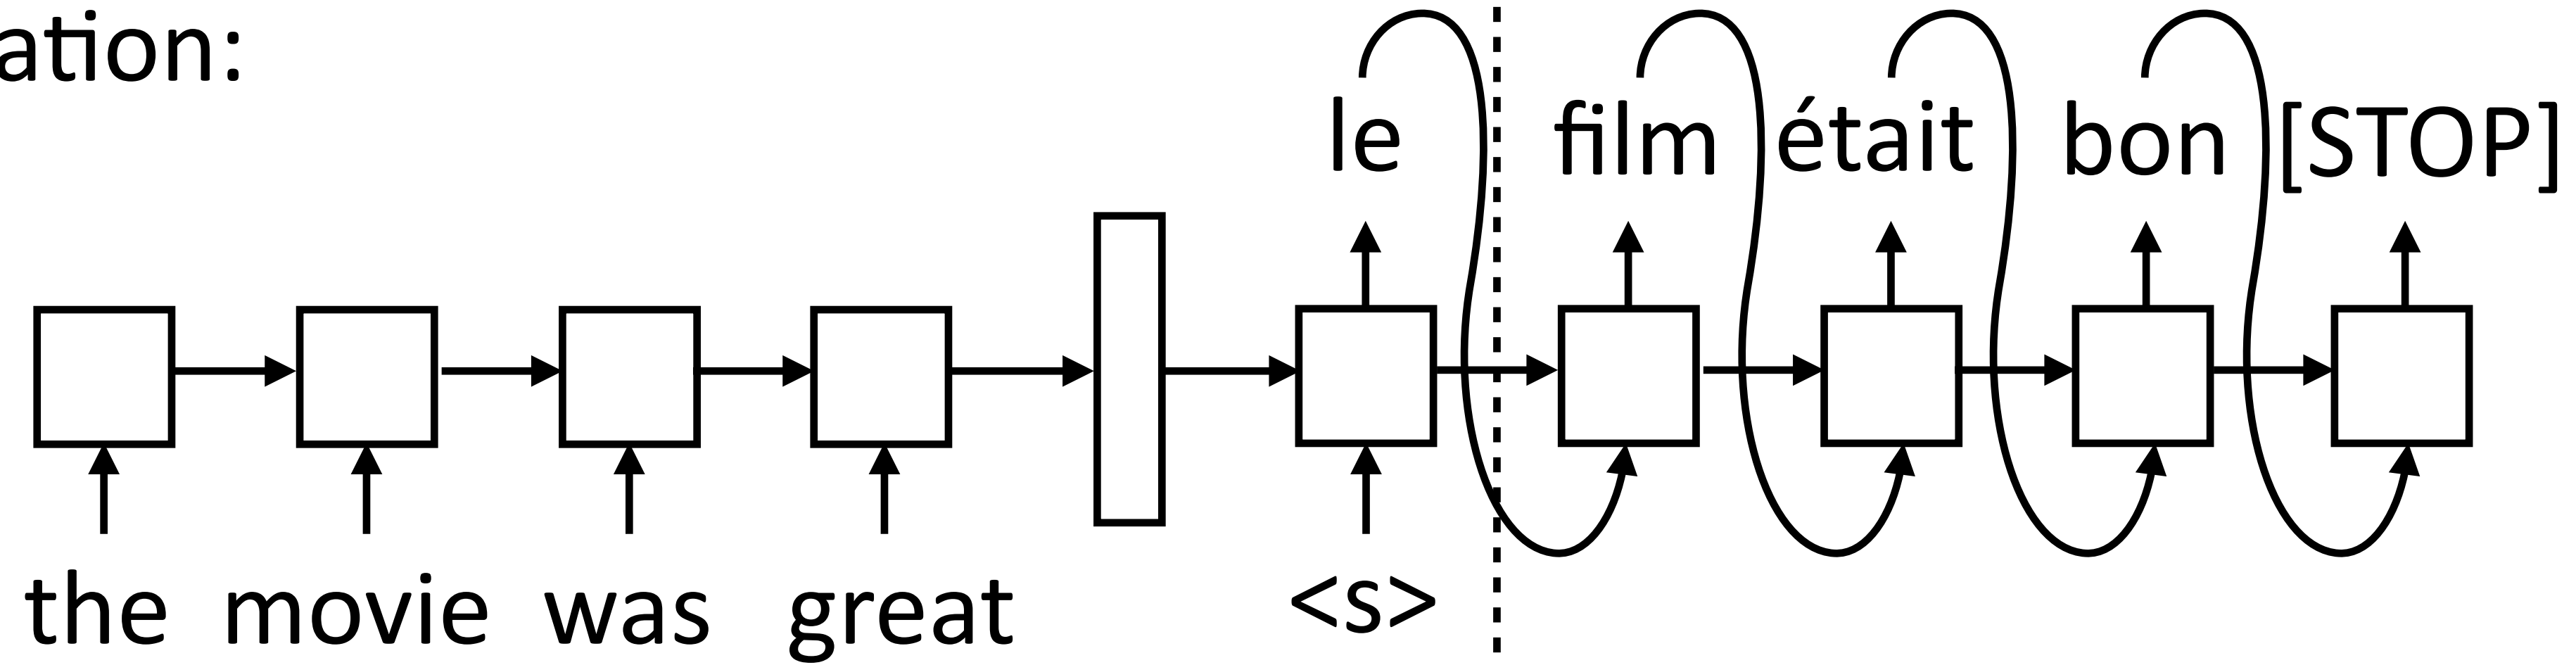 ation:
le film était bon [STOP]
the movie was great <s>